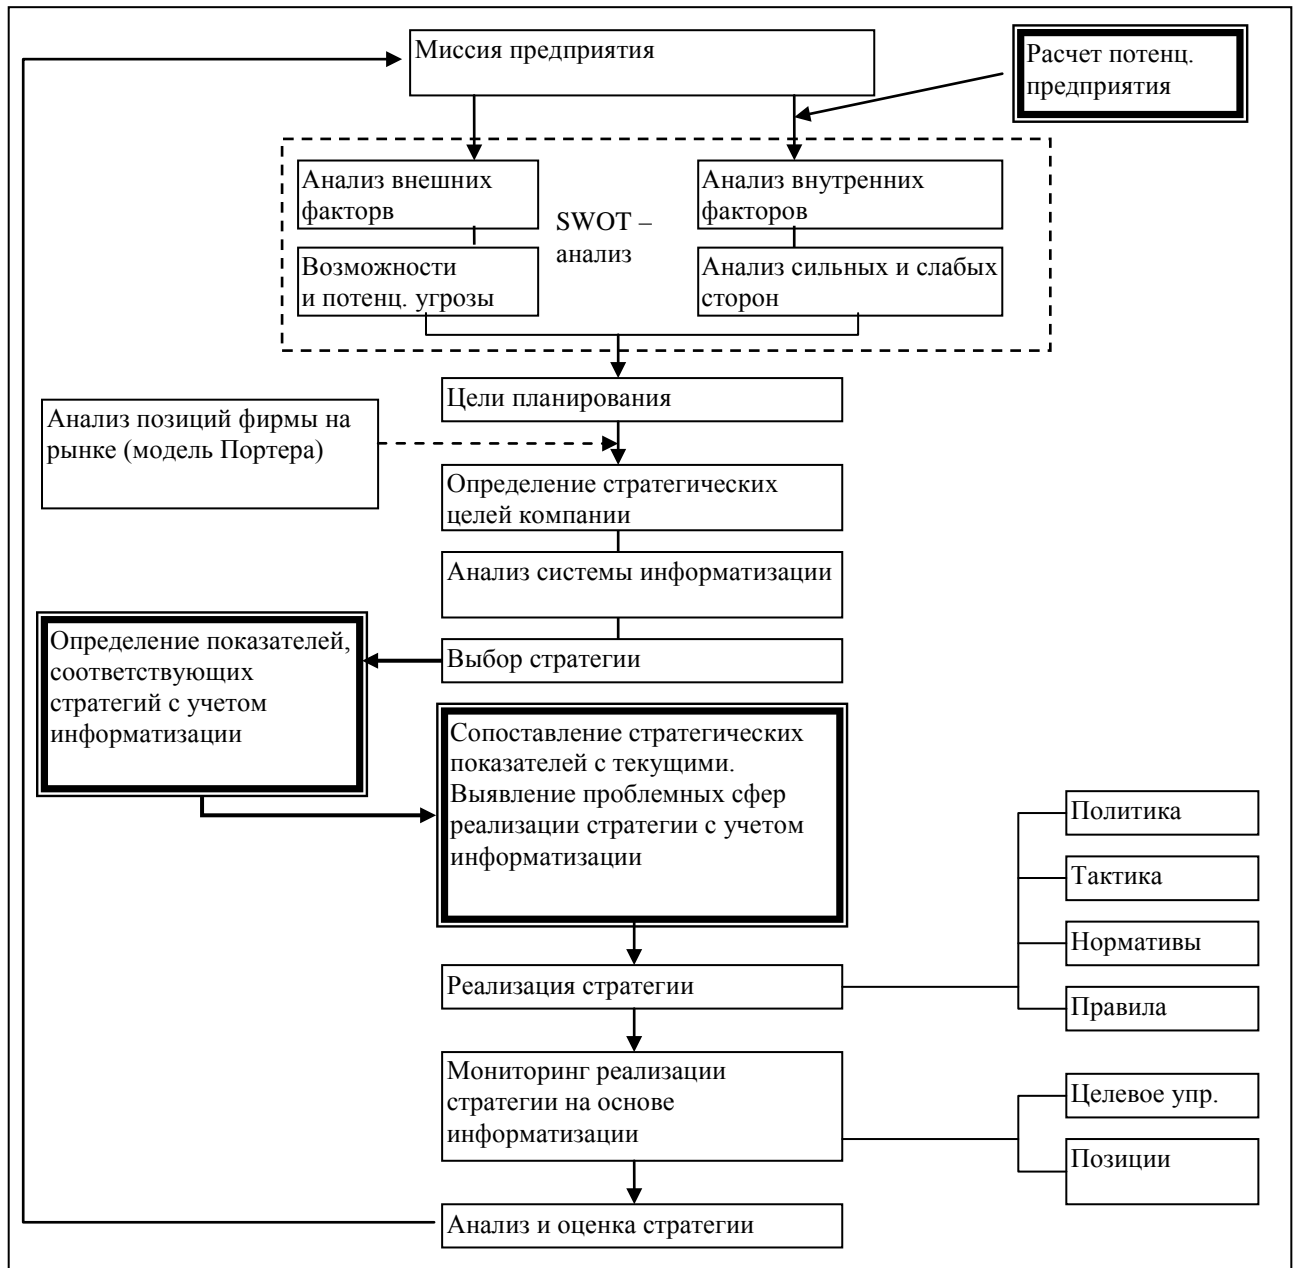 Миссия предприятия
Расчет потенц.
предприятия
Анализ внешних
факторв
Анализ внутренних
факторов
SWOT –
анализ
Возможности
и потенц. угрозы
Анализ сильных и слабых
сторон
Цели планирования
Анализ позиций фирмы на
рынке (модель Портера)
Определение стратегических
целей компании
Анализ системы информатизации
Определение показателей,
соответствующих
стратегий с учетом
информатизации
Выбор стратегии
Сопоставление стратегических
показателей с текущими.
Выявление проблемных сфер
реализации стратегии с учетом
информатизации
Политика
Тактика
Нормативы
Правила
Реализация стратегии
Мониторинг реализации
стратегии на основе
информатизации
Целевое упр.
Позиции
Анализ и оценка стратегии